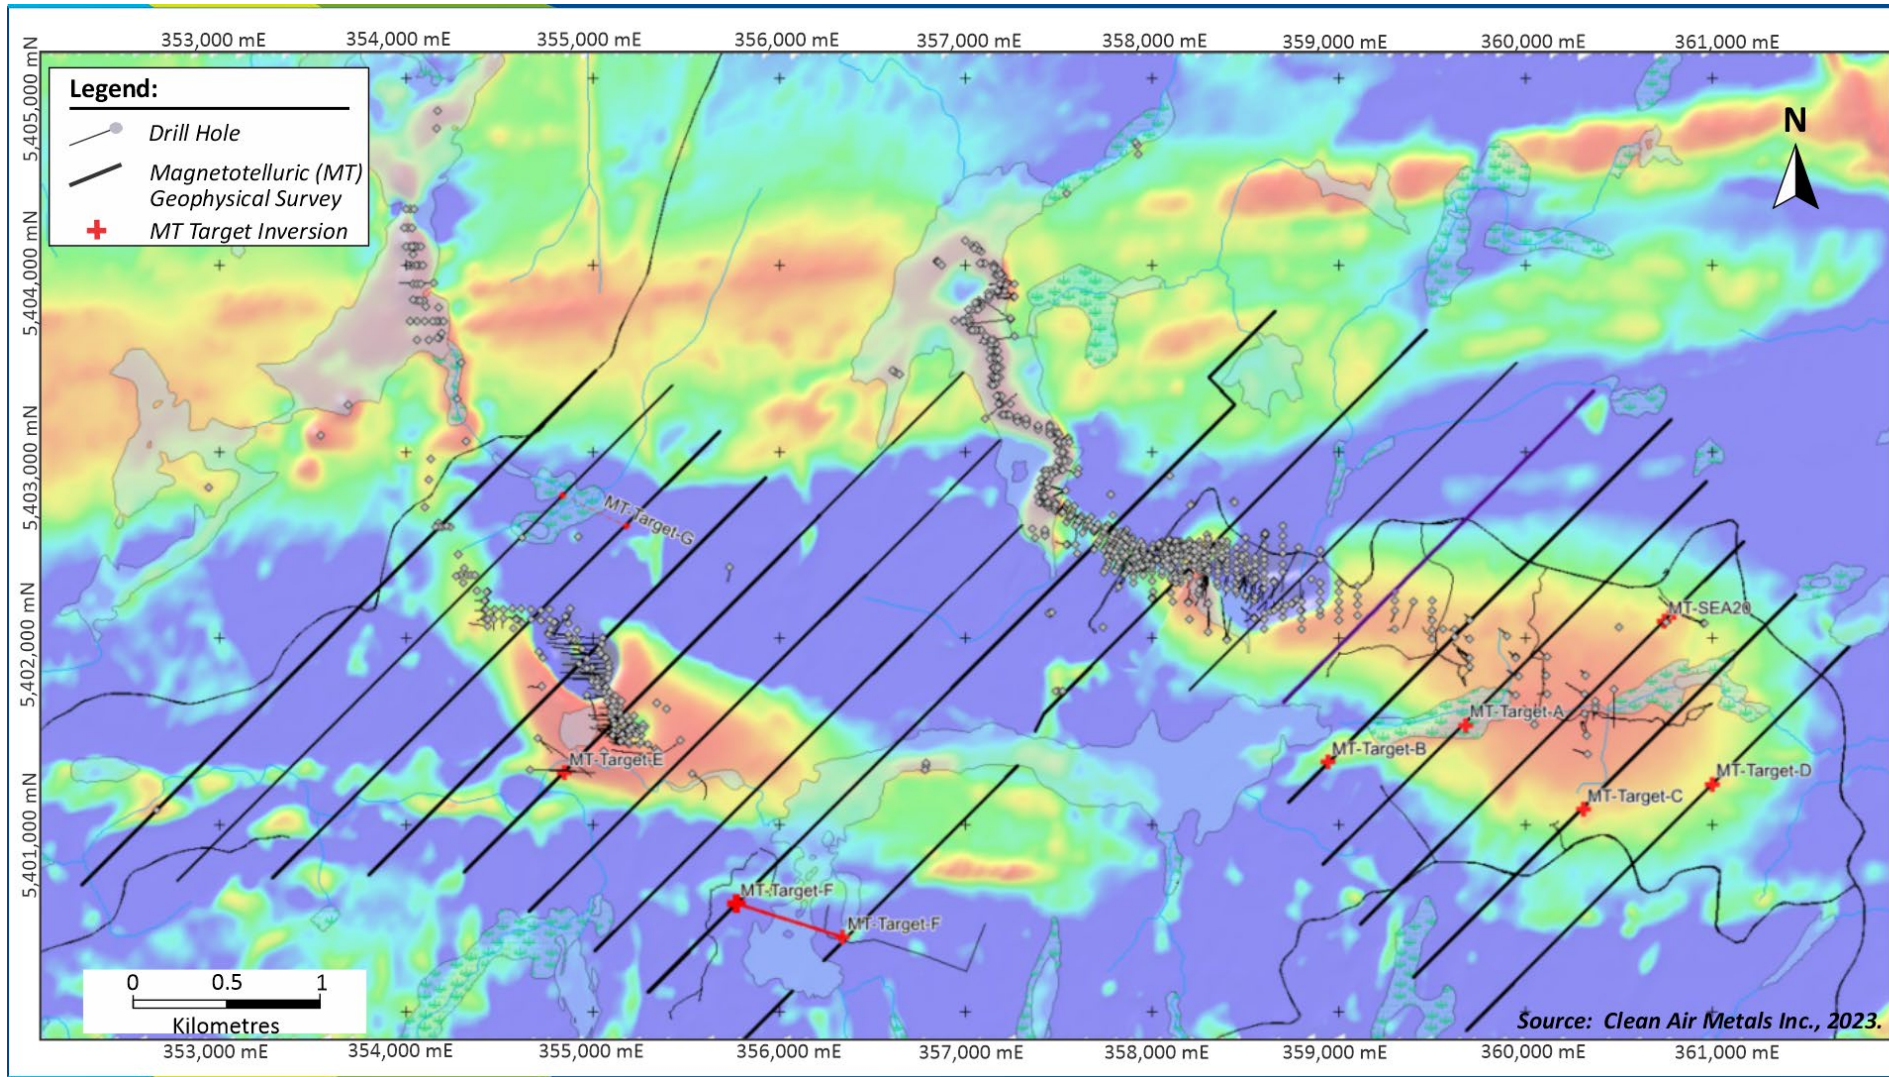 353,000 mE 354,000 mE 355,000 mE 356,000 mE 357,000 mE 358,000 mE 359,000 mE 360,000 mE 361,000 mE
Legend:
Drill Hole
Magnetotelluric (MT)
Geophysical Survey
MT Target Inversion
N
5,405,000 mN
5,404,000 mN
5,403,000 mN
5,402,000 mN
5,401,000 mN
MT-Target-G
MT-SEA20
MT-Target-A
MT-Target-B
MT-Target-E
MT-Target-D
MT-Target-C
MT-Target-F
MT-Target-F
0 0.5 1
Kilometres
Source: Clean Air Metals Inc., 2023.
353,000 mE 354,000 mE 355,000 mE 356,000 mE 357,000 mE 358,000 mE 359,000 mE 360,000 mE 361,000 mE